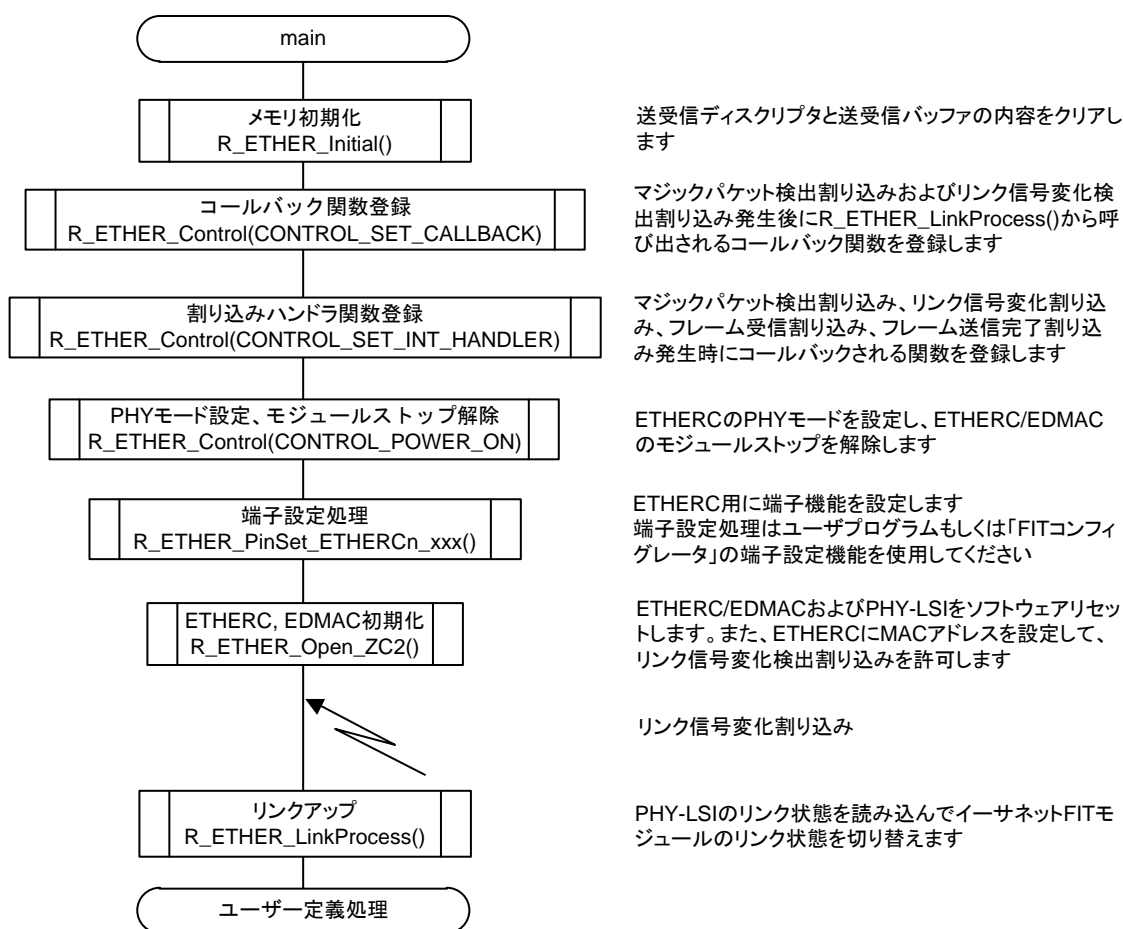 main
メモリ初期化
R_ETHER_Initial()
送受信ディスクリプタと送受信バッファの内容をクリアし
ます
コールバック関数登録
R_ETHER_Control(CONTROL_SET_CALLBACK)
マジックパケット検出割り込みおよびリンク信号変化検
出割り込み発生後にR_ETHER_LinkProcess()から呼
び出されるコールバック関数を登録します
割り込みハンドラ関数登録
R_ETHER_Control(CONTROL_SET_INT_HANDLER)
マジックパケット検出割り込み、リンク信号変化割り込
み、フレーム受信割り込み、フレーム送信完了割り込
み発生時にコールバックされる関数を登録します
PHYモード設定、モジュールストップ解除
R_ETHER_Control(CONTROL_POWER_ON)
ETHERCのPHYモードを設定し、ETHERC/EDMAC
のモジュールストップを解除します
端子設定処理
R_ETHER_PinSet_ETHERCn_xxx()
ETHERC用に端子機能を設定します
端子設定処理はユーザプログラムもしくは「FITコンフィ
グレータ」の端子設定機能を使用してください
ETHERC, EDMAC初期化
R_ETHER_Open_ZC2()
ETHERC/EDMACおよびPHY-LSIをソフトウェアリセッ
トします。また、ETHERCにMACアドレスを設定して、
リンク信号変化検出割り込みを許可します
リンク信号変化割り込み
リンクアップ
R_ETHER_LinkProcess()
PHY-LSIのリンク状態を読み込んでイーサネットFITモ
ジュールのリンク状態を切り替えます
ユーザー定義処理